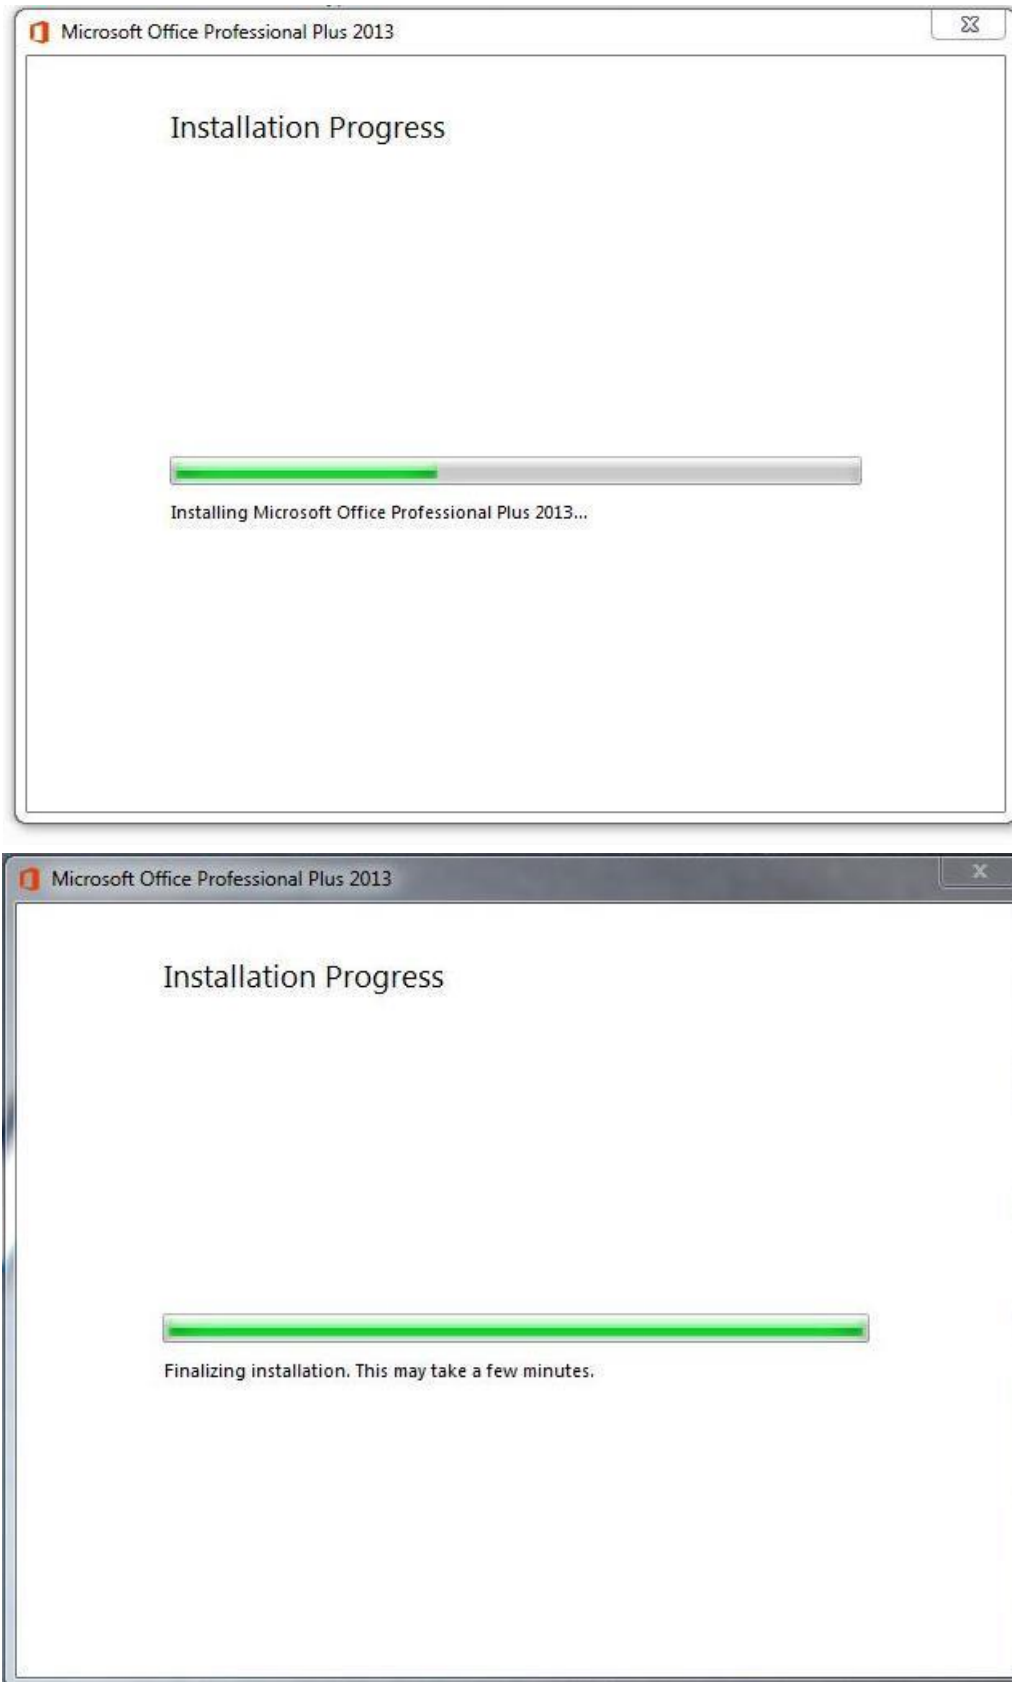 Microsoft Office Professional Plus 2013
Installation Progress
Installing Microsoft Office Professional Plus 2013...
Microsoft Office Professional Plus 2013
Installation Progress
Finalizing installation. This may take a few minutes.